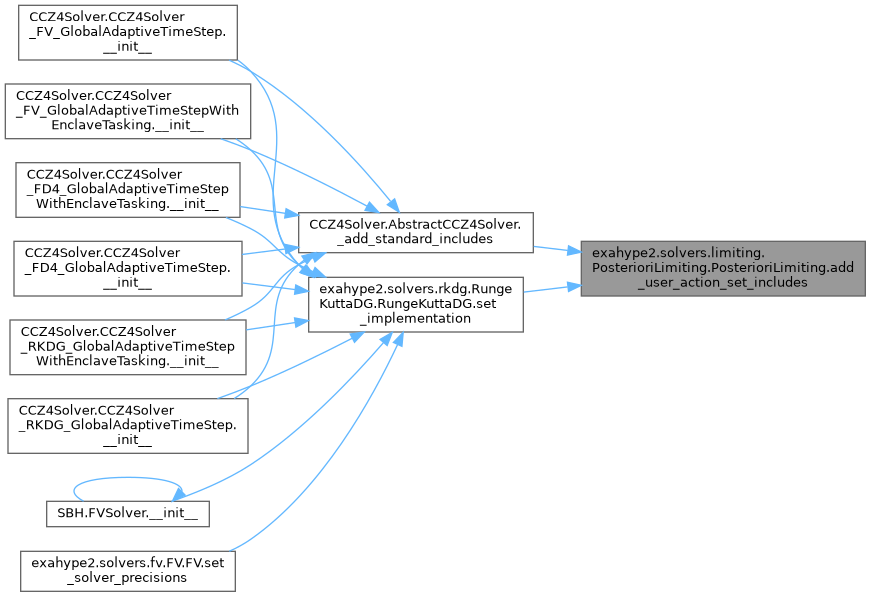 CCZ4Solver.CCZ4Solver
_FV_GlobalAdaptiveTimeStep.
__init__
CCZ4Solver.CCZ4Solver
_FV_GlobalAdaptiveTimeStepWith
EnclaveTasking.__init__
CCZ4Solver.CCZ4Solver
_FD4_GlobalAdaptiveTimeStep
WithEnclaveTasking.__init__
CCZ4Solver.CCZ4Solver
_FD4_GlobalAdaptiveTimeStep.
__init__
CCZ4Solver.CCZ4Solver
_RKDG_GlobalAdaptiveTimeStep
WithEnclaveTasking.__init__
CCZ4Solver.CCZ4Solver
_RKDG_GlobalAdaptiveTimeStep.
__init__
SBH.FVSolver.__init__
exahype2.solvers.fv.FV.FV.set
_solver_precisions
CCZ4Solver.AbstractCCZ4Solver.
_add_standard_includes
exahype2.solvers.rkdg.Runge
KuttaDG.RungeKuttaDG.set
_implementation
exahype2.solvers.limiting.
PosterioriLimiting.PosterioriLimiting.add
_user_action_set_includes